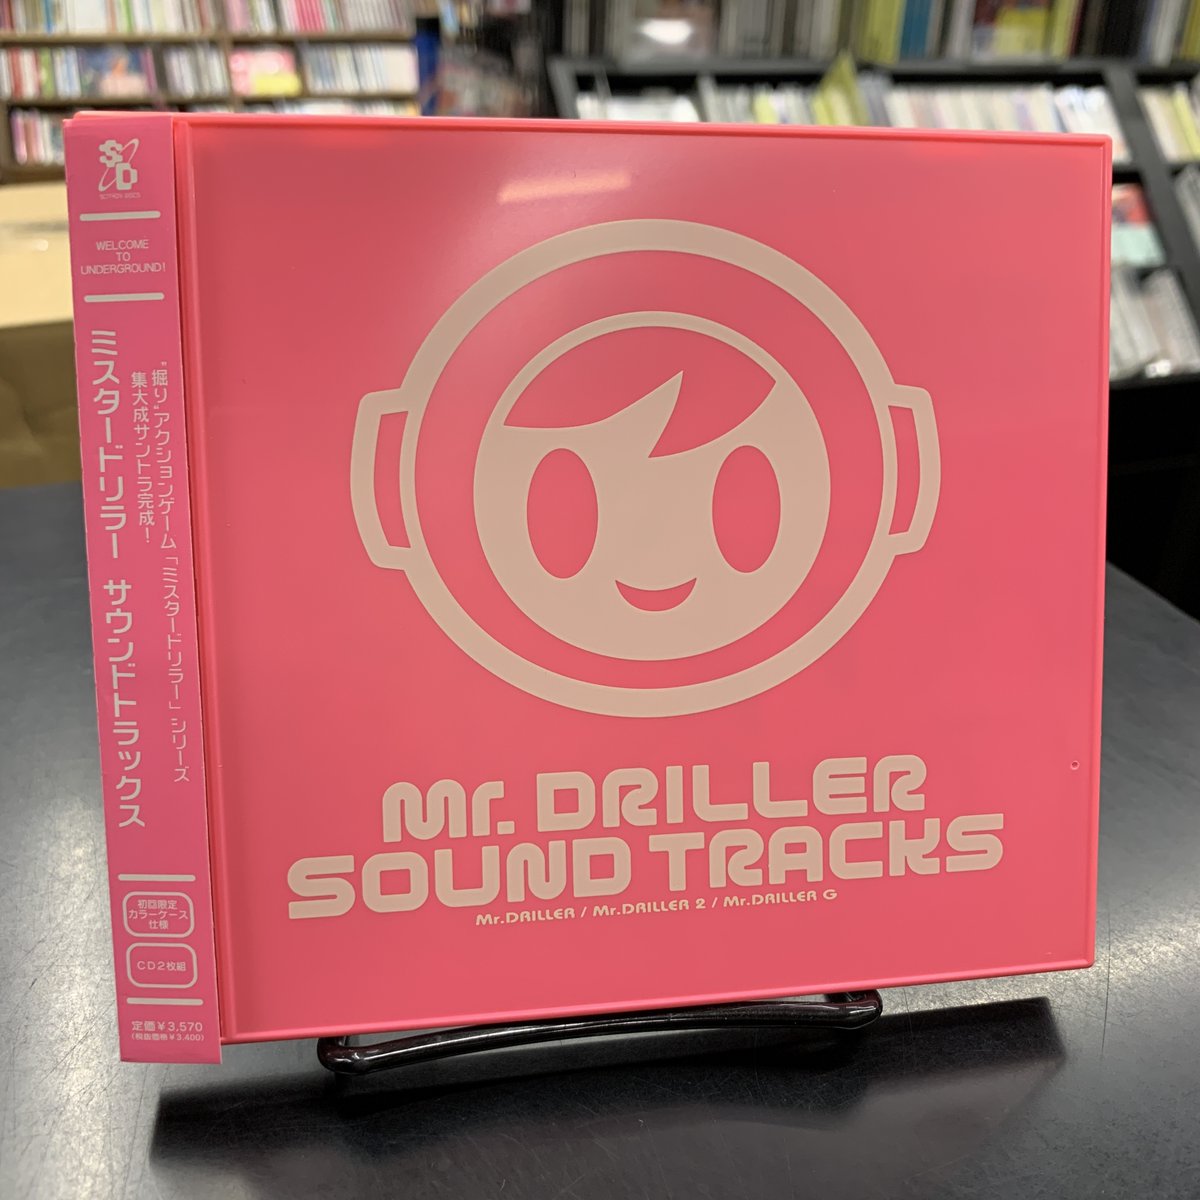 SD
SCITRON DISCS
WELCOME
TO
UNDERGROUND!
"掘り"アクションゲーム「ミスタードリラー」シリーズ
集大成サントラ完成！
ミスタードリラー サウンドトラックス
初回限定
カラーケース
仕様
CD2枚組
定価￥3,570
(税抜価格￥3,400)
Mr. DRILLER
SOUND TRACKS
Mr.DRILLER / Mr.DRILLER 2 / Mr.DRILLER G